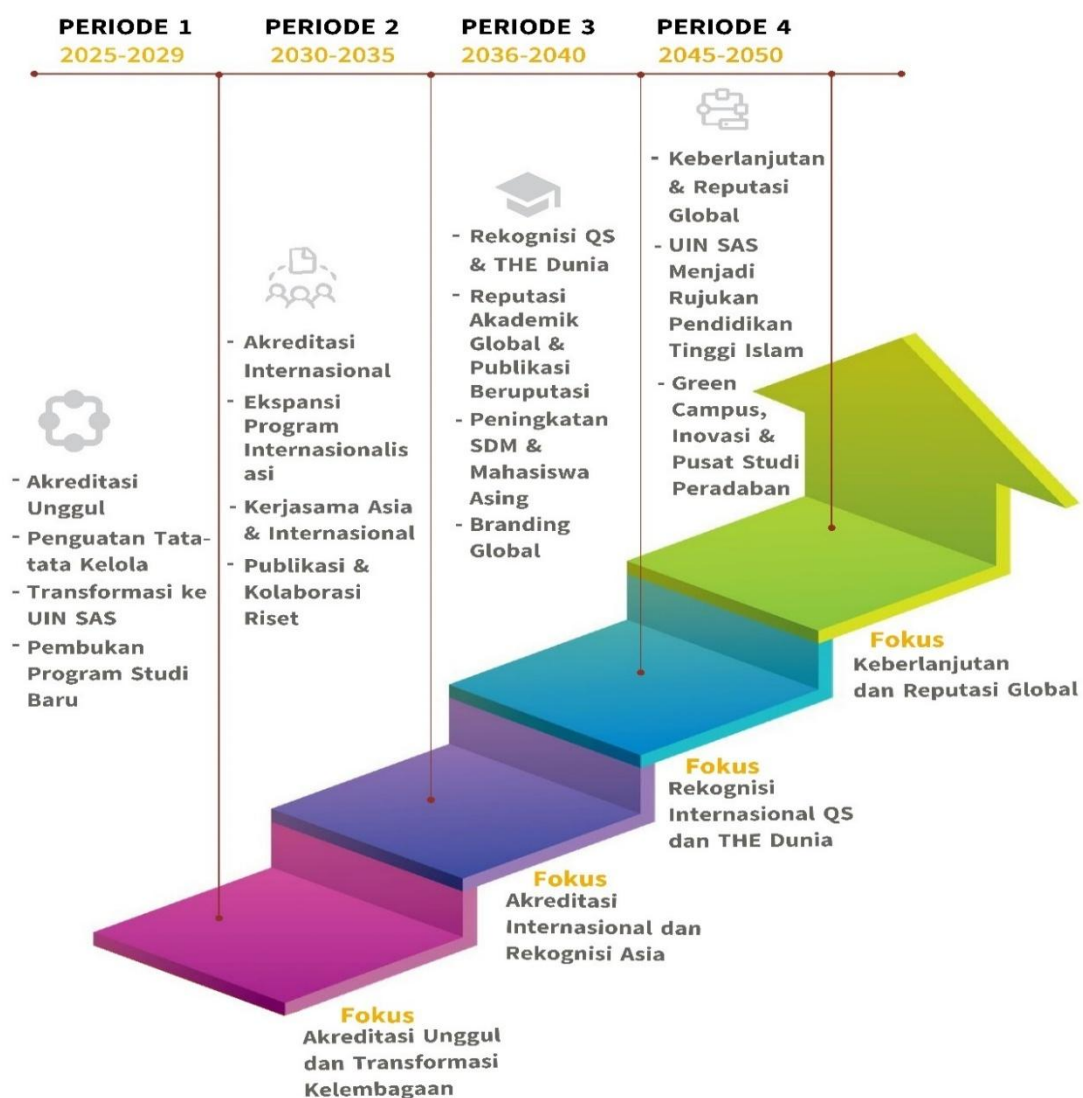 PERIODE 1
2025-2029
PERIODE 2
2030-2035
PERIODE 3
2036-2040
PERIODE 4
2045-2050
- Akreditasi
Unggul
- Penguatan Tata-
tata Kelola
- Transformasi ke
UIN SAS
- Pembukan
Program Studi
Baru
- Akreditasi
Internasional
- Ekspansi
Program
Internasionalis
asi
- Kerjasama Asia
& Internasional
- Publikasi &
Kolaborasi
Riset
- Rekognisi QS
& THE Dunia
- Reputasi
Akademik
Global &
Publikasi
Beruputasi
- Peningkatan
SDM &
Mahasiswa
Asing
- Branding
Global
- Keberlanjutan
& Reputasi
Global
- UIN SAS
Menjadi
Rujukan
Pendidikan
Tinggi Islam
- Green
Campus,
Inovasi &
Pusat Studi
Peradaban
Fokus
Akreditasi Unggul
dan Transformasi
Kelembagaan
Fokus
Akreditasi
Internasional dan
Rekognisi Asia
Fokus
Rekognisi
Internasional QS
dan THE Dunia
Fokus
Keberlanjutan
dan Reputasi Global